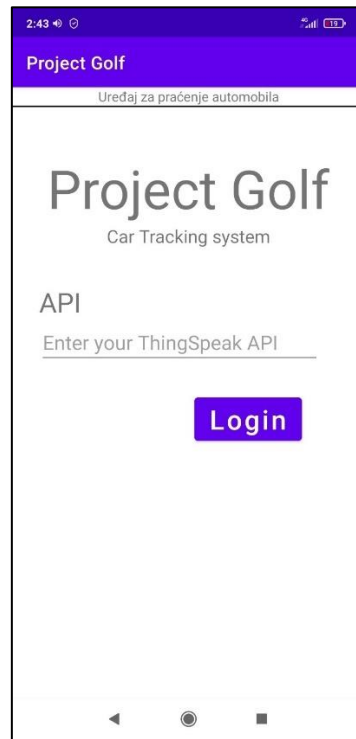 2:43
19
Project Golf
Uređaj za praćenje automobila
Project Golf
Car Tracking system
API
Enter your ThingSpeak API
Login